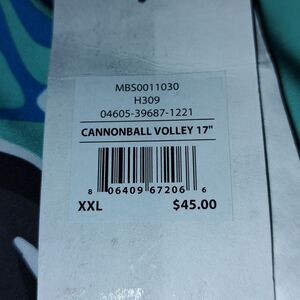 MBS0011030
H309
04605-39687-1221
CANNONBALL VOLLEY 17"
8 06409 67206 6
XXL $45.00